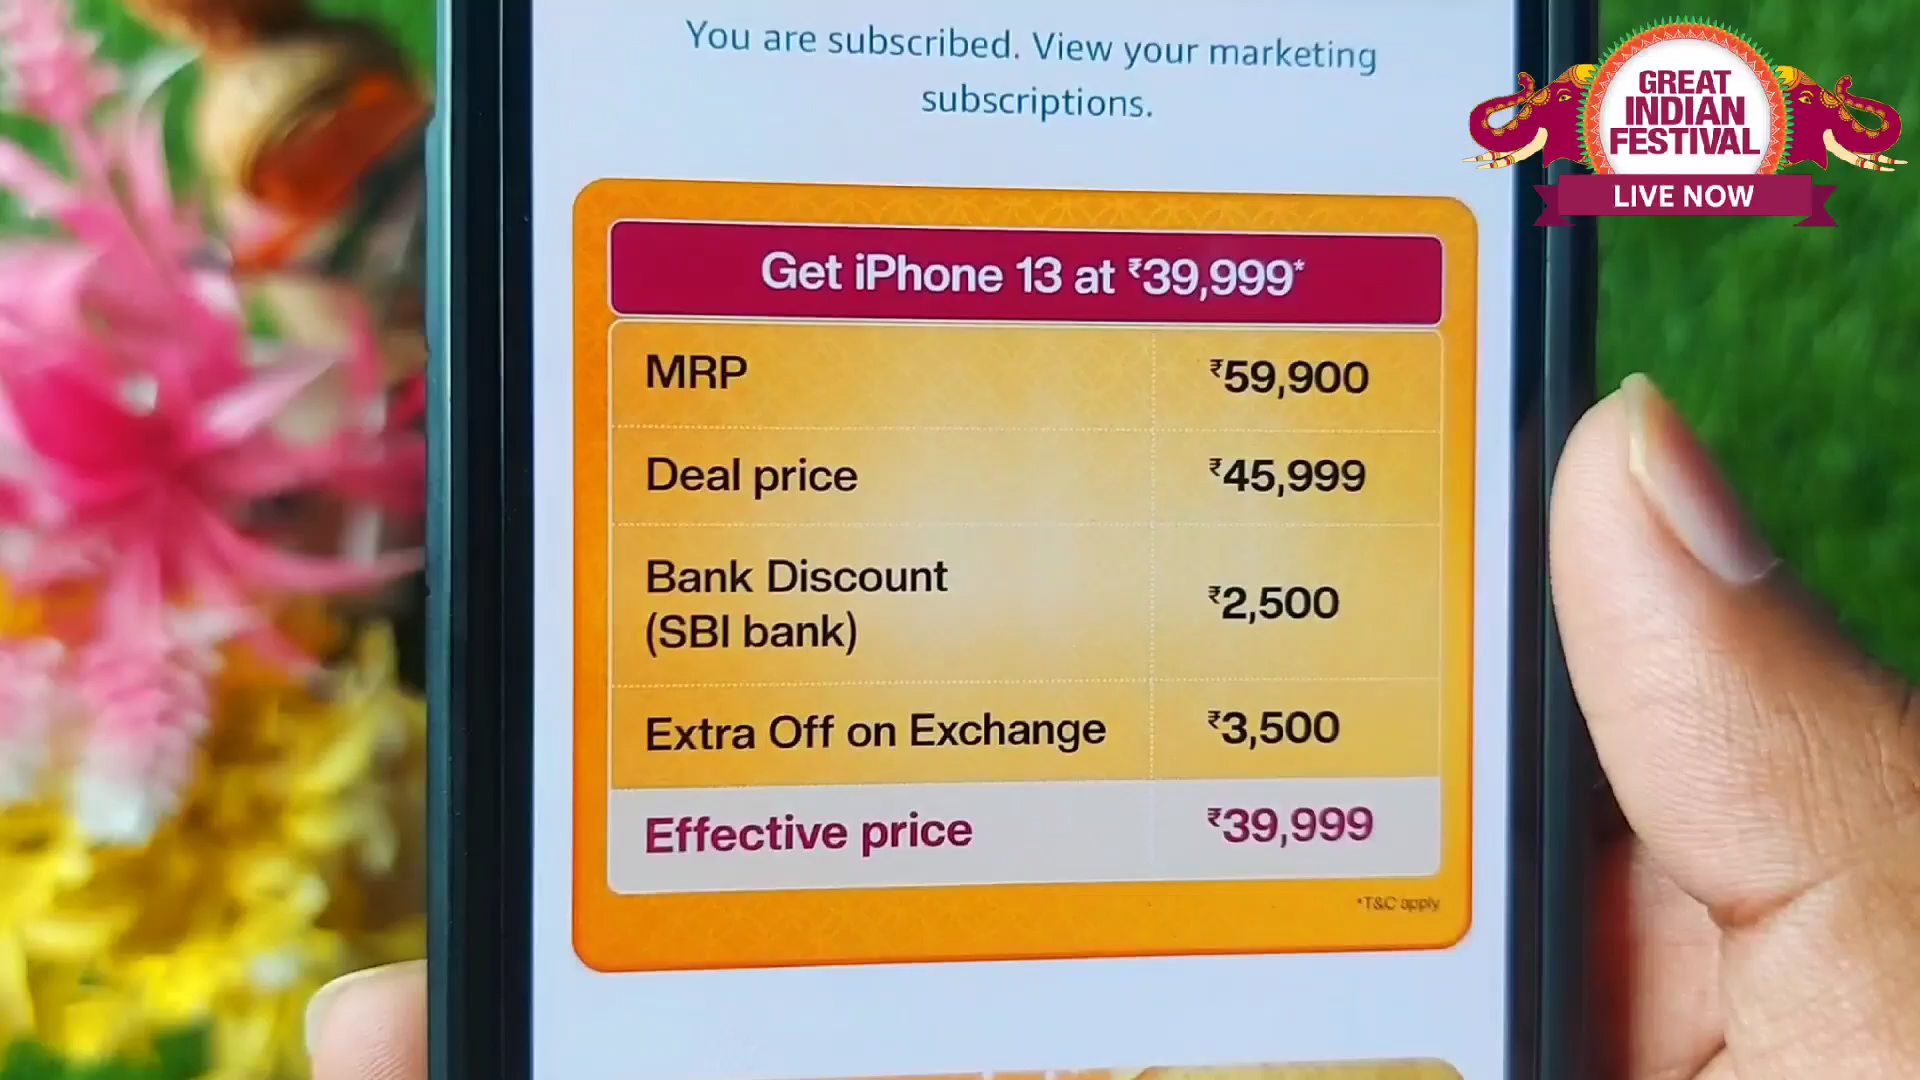 You are subscribed. View your marketing
subscriptions.
GREAT
INDIAN
FESTIVAL
LIVE NOW
Get iPhone 13 at ₹39,999*
MRP ₹59,900
Deal price ₹45,999
Bank Discount
(SBI bank) ₹2,500
Extra Off on Exchange ₹3,500
Effective price ₹39,999
*T&C apply